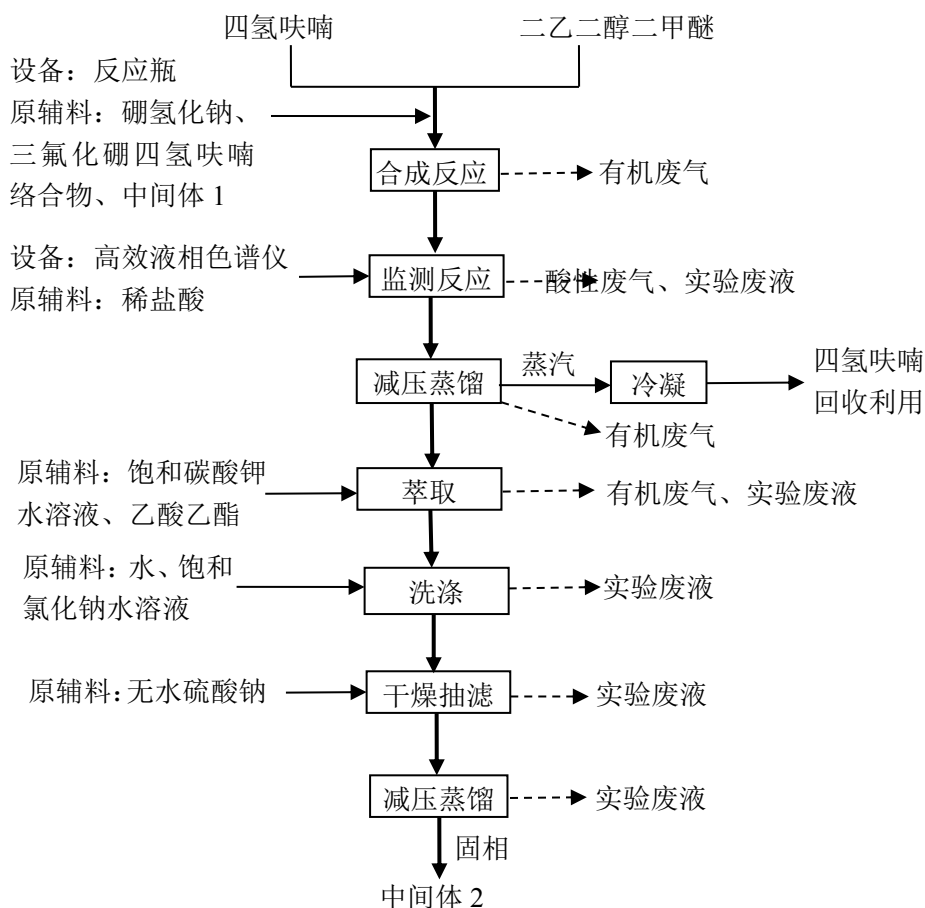 四氢呋喃
二乙二醇二甲醚
设备：反应瓶
原辅料：硼氢化钠、
三氟化硼四氢呋喃
络合物、中间体 1
合成反应
有机废气
设备：高效液相色谱仪
原辅料：稀盐酸
监测反应
酸性废气、实验废液
减压蒸馏
蒸汽
冷凝
四氢呋喃
回收利用
有机废气
原辅料：饱和碳酸钾
水溶液、乙酸乙酯
萃取
有机废气、实验废液
原辅料：水、饱和
氯化钠水溶液
洗涤
实验废液
原辅料：无水硫酸钠
干燥抽滤
实验废液
减压蒸馏
实验废液
固相
中间体 2